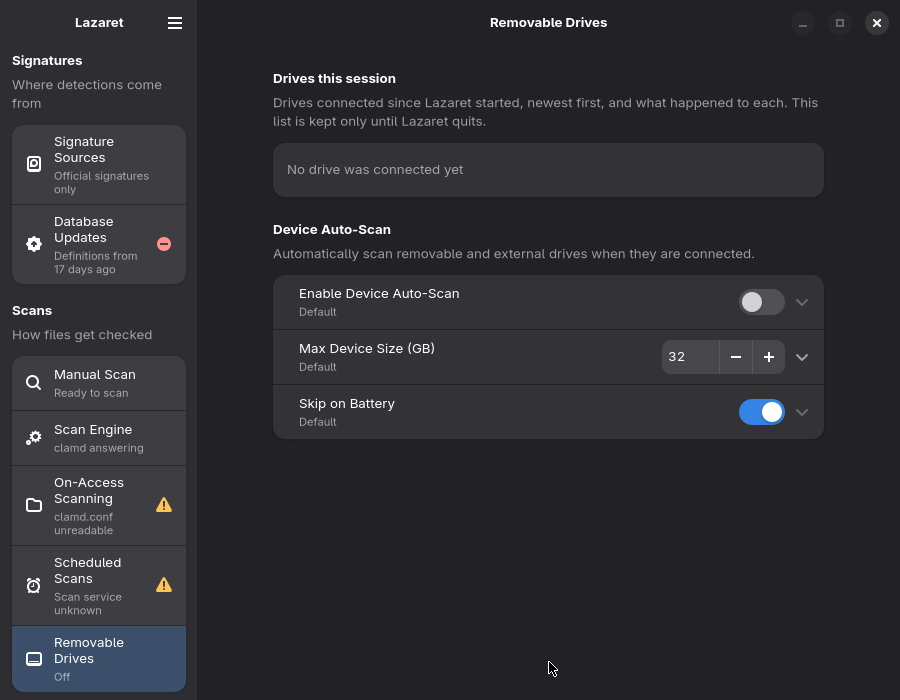 Lazaret
Signatures
Where detections come
from
Signature
Sources
Official signatures
only
Database
Updates
Definitions from
17 days ago
Scans
How files get checked
Manual Scan
Ready to scan
Scan Engine
clamd answering
On-Access
Scanning
clamd.conf
unreadable
Scheduled
Scans
Scan service
unknown
Removable
Drives
Off
Removable Drives
Drives this session
Drives connected since Lazaret started, newest first, and what happened to each. This
list is kept only until Lazaret quits.
No drive was connected yet
Device Auto-Scan
Automatically scan removable and external drives when they are connected.
Enable Device Auto-Scan
Default
Max Device Size (GB)
Default
32
Skip on Battery
Default